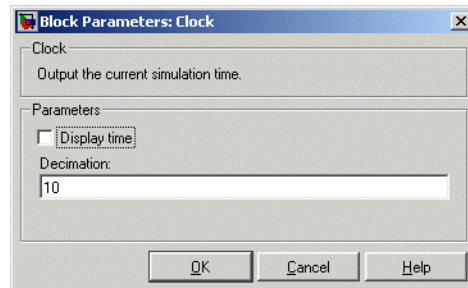 Block Parameters: Clock
Clock
Output the current simulation time.
Parameters
Display time
Decimation:
10
OK Cancel Help